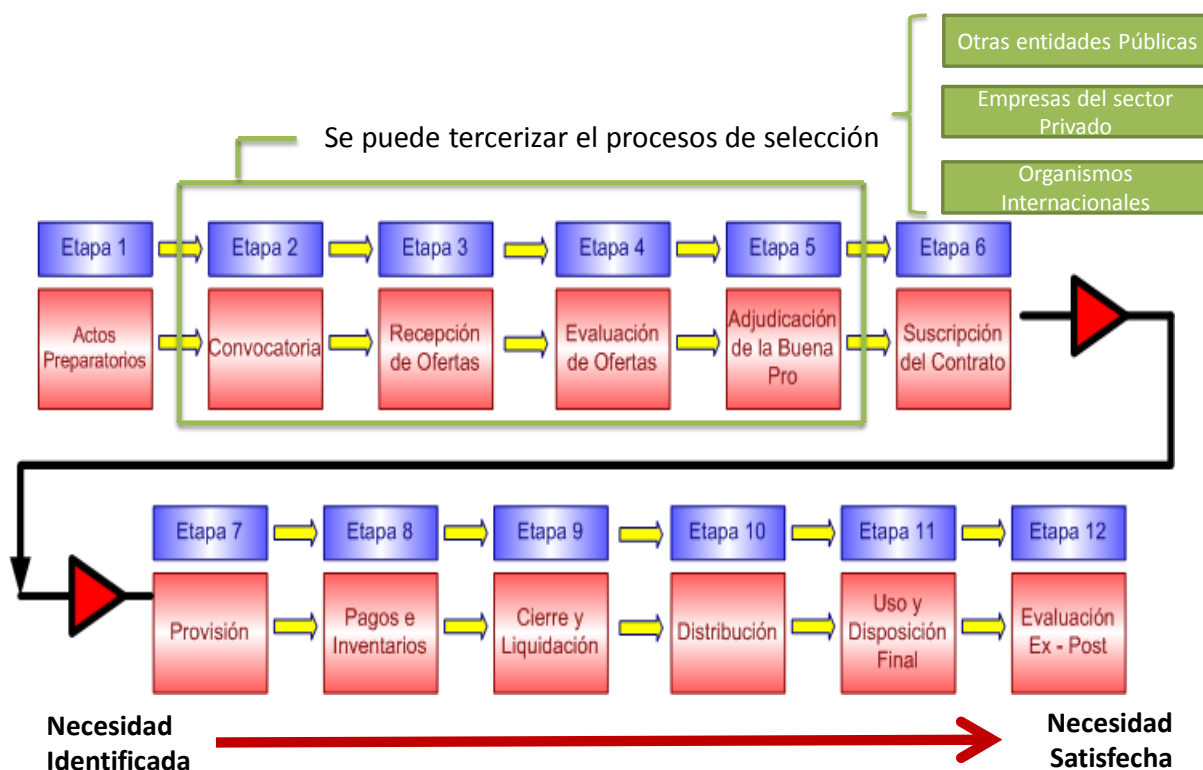 Otras entidades Públicas
Empresas del sector
Privado
Organismos
Internacionales
Se puede tercerizar el procesos de selección
Etapa 1
Etapa 2
Etapa 3
Etapa 4
Etapa 5
Etapa 6
Actos
Preparatorios
Convocatoria
Recepción
de Ofertas
Evaluación
de Ofertas
Adjudicación
de la Buena
Pro
Suscripción
del Contrato
Etapa 7
Etapa 8
Etapa 9
Etapa 10
Etapa 11
Etapa 12
Provisión
Pagos e
Inventarios
Cierre y
Liquidación
Distribución
Uso y
Disposición
Final
Evaluación
Ex - Post
Necesidad
Identificada
Necesidad
Satisfecha